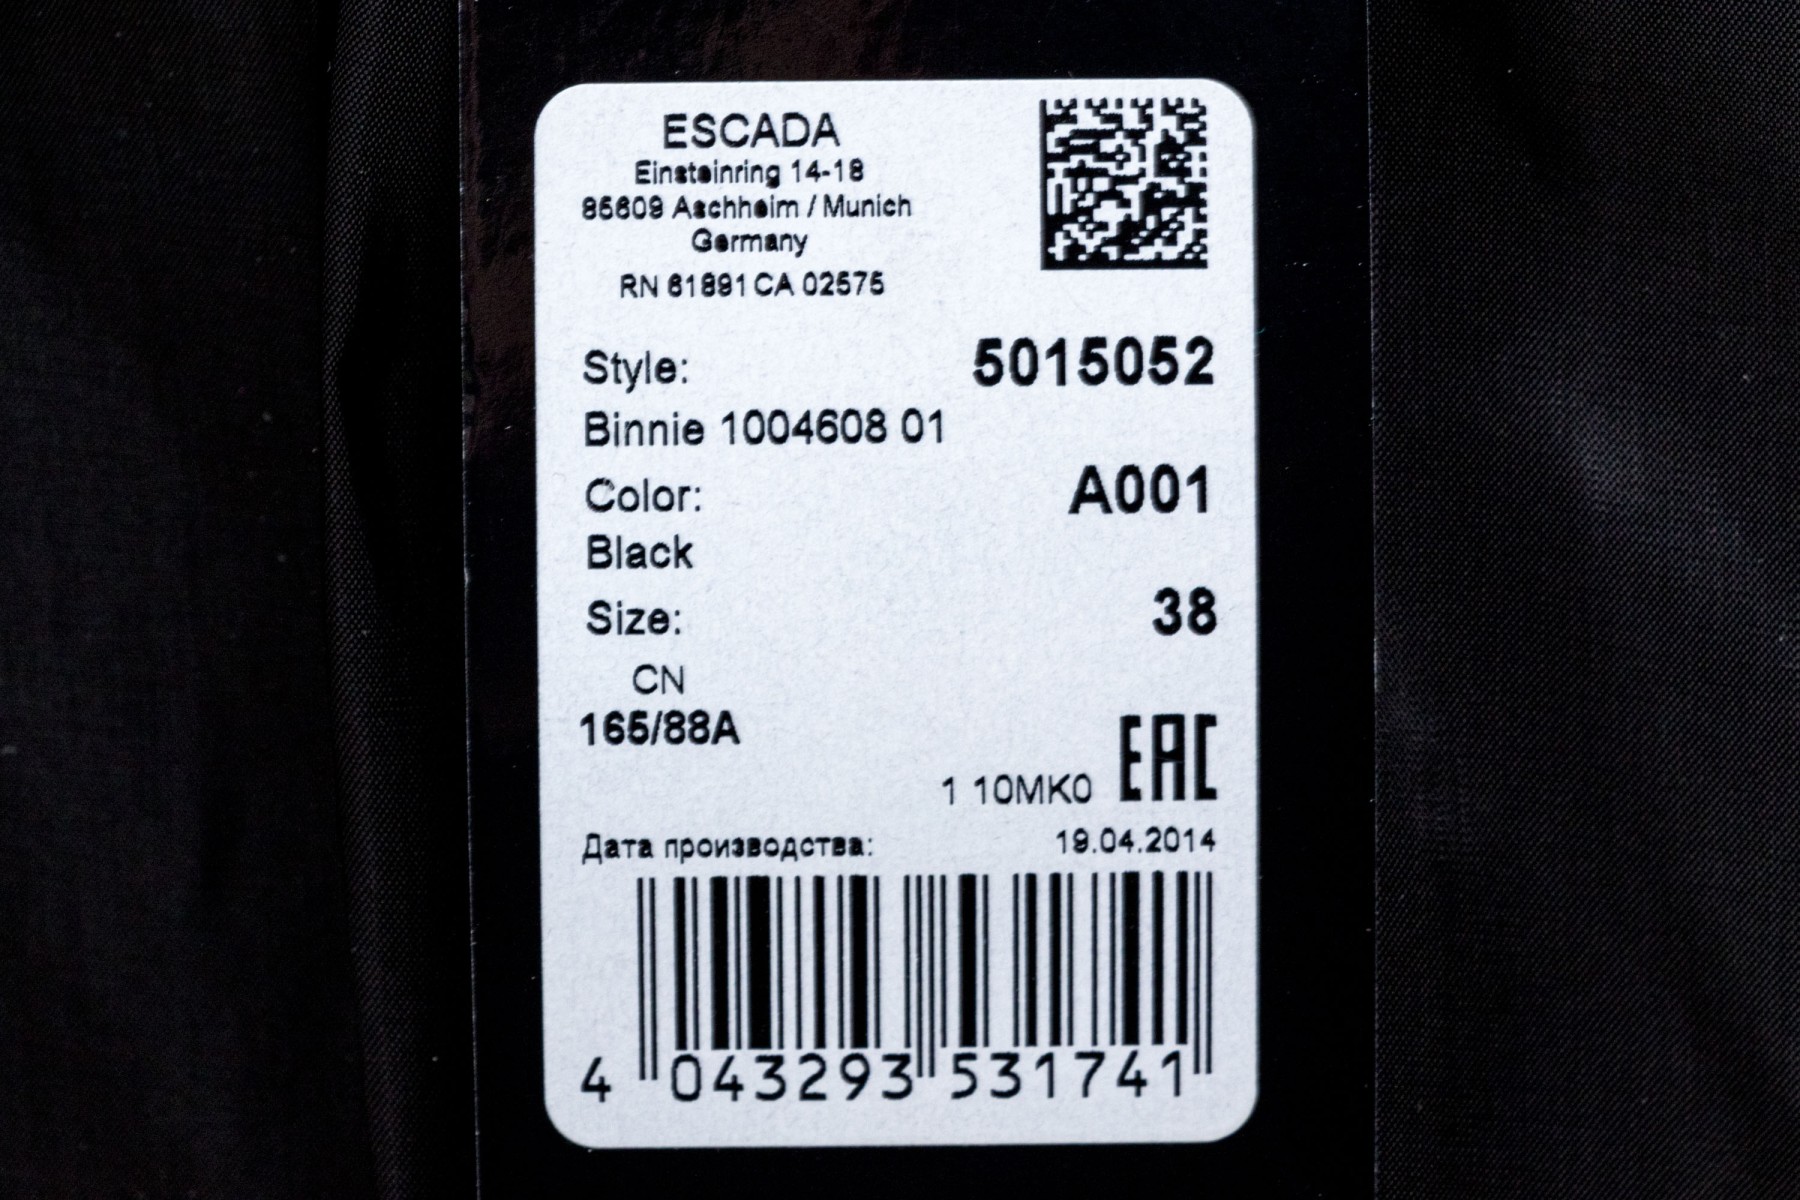 ESCADA
Einsteinring 14-18
85609 Aschheim / Munich
Germany
RN 61891 CA 02575
Style: 5015052
Binnie 1004608 01
Color: A001
Black
Size: 38
CN
165/88A
1 10MK0 EAC
Дата производства: 19.04.2014
4 043293 531741